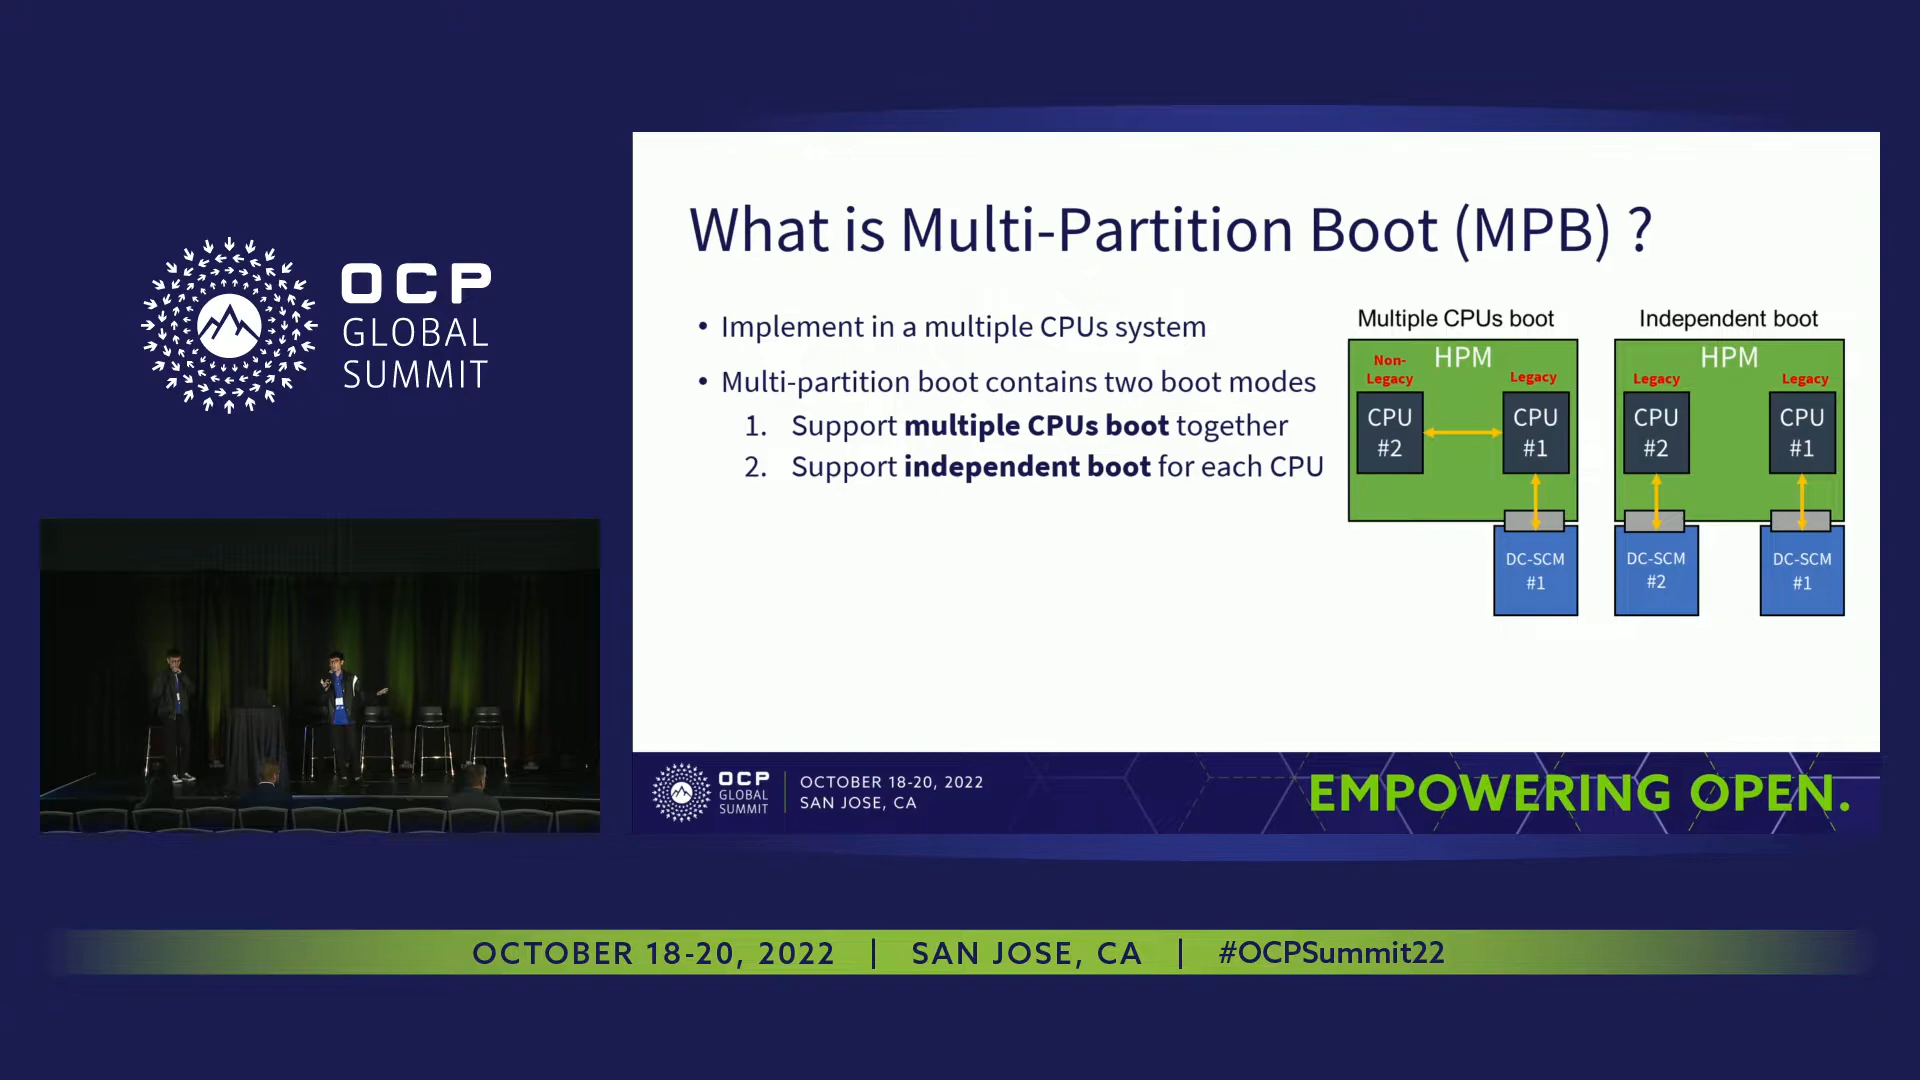 OCP
GLOBAL
SUMMIT
What is Multi-Partition Boot (MPB) ?
• Implement in a multiple CPUs system
• Multi-partition boot contains two boot modes
1. Support multiple CPUs boot together
2. Support independent boot for each CPU
Multiple CPUs boot
HPM
Non-
Legacy
Legacy
CPU
#2
CPU
#1
DC-SCM
#1
Independent boot
HPM
Legacy
Legacy
CPU
#2
CPU
#1
DC-SCM
#2
DC-SCM
#1
OCP
GLOBAL
SUMMIT
OCTOBER 18-20, 2022
SAN JOSE, CA
EMPOWERING OPEN.
OCTOBER 18-20, 2022 | SAN JOSE, CA | #OCPSummit22